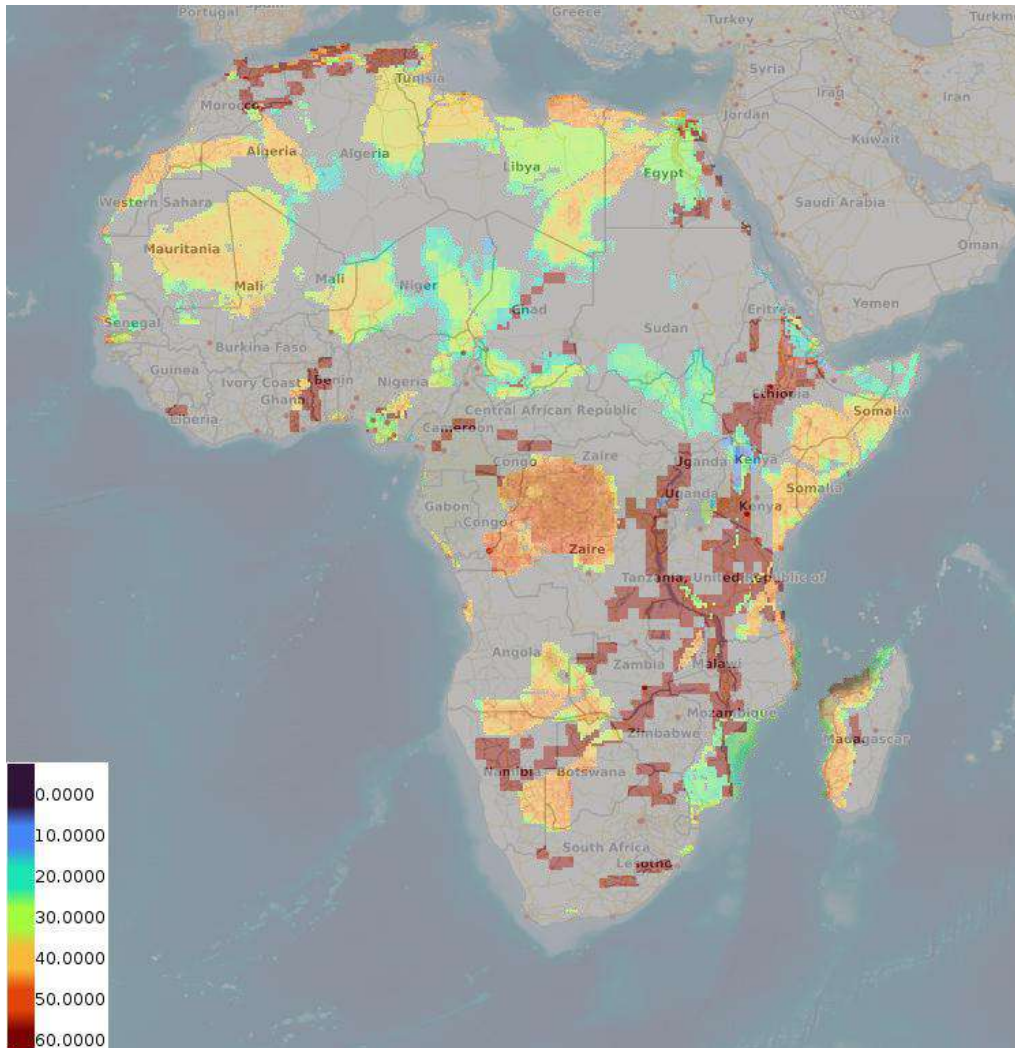 Portugal
Spain
Greece
Turkey
Turkm
Syria
Tunisia
Iraq
Iran
Morocco
Jordan
Kuwait
Algeria
Algeria
Libya
Egypt
Western Sahara
Saudi Arabia
Mauritania
Oman
Mali
Mali
Niger
Chad
Yemen
Eritrea
Senegal
Sudan
Burkina Faso
Guinea
Benin
Nigeria
Ethiopia
Ivory Coast
Ghana
Somalia
Liberia
Central African Republic
Cameroon
Congo
Zaire
Uganda
Kenya
Somalia
Uganda
Gabon
Kenya
Congo
Zaire
Tanzania, United Republic of
Angola
Zambia
Malawi
Mozambique
Zimbabwe
Madagascar
Namibia
Botswana
0.0000
10.0000
20.0000
30.0000
40.0000
50.0000
60.0000
South Africa
Lesotho